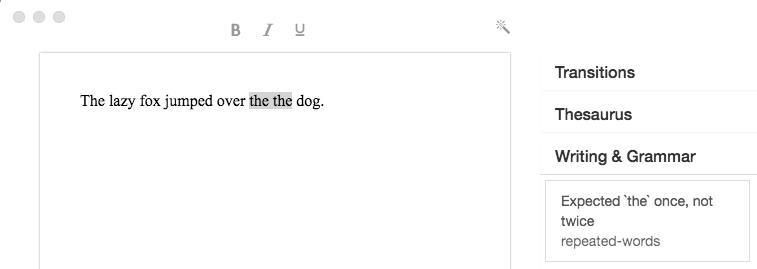 B I U
The lazy fox jumped over the the dog.
Transitions
Thesaurus
Writing & Grammar
Expected `the` once, not
twice
repeated-words